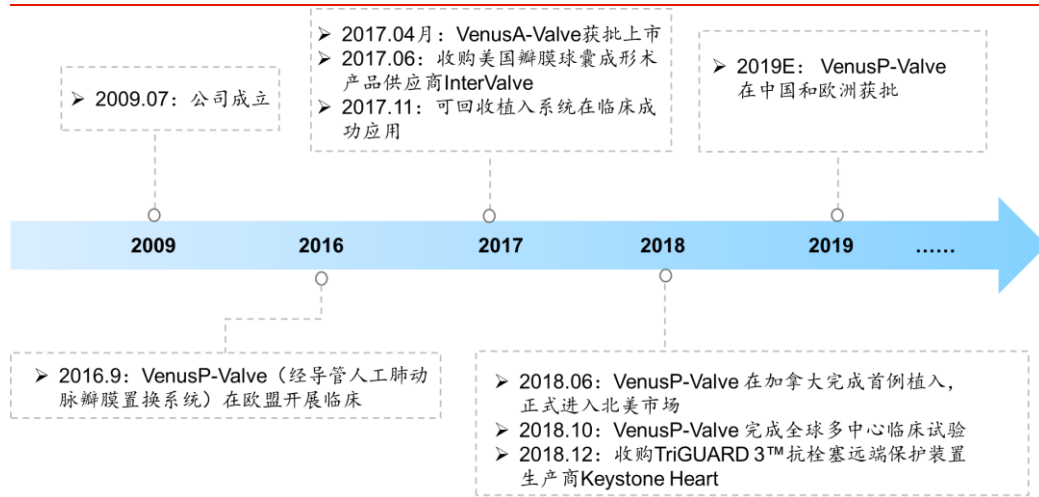 ➢ 2009.07：公司成立
➢ 2017.04月：VenusA-Valve获批上市
➢ 2017.06：收购美国瓣膜球囊成形术
产品供应商InterValve
➢ 2017.11：可回收植入系统在临床成
功应用
➢ 2019E：VenusP-Valve
在中国和欧洲获批
2009 2016 2017 2018 2019 ……
➢ 2016.9：VenusP-Valve（经导管人工肺动
脉瓣膜置换系统）在欧盟开展临床
➢ 2018.06：VenusP-Valve 在加拿大完成首例植入，
正式进入北美市场
➢ 2018.10：VenusP-Valve 完成全球多中心临床试验
➢ 2018.12：收购TriGUARD 3™抗栓塞远端保护装置
生产商Keystone Heart